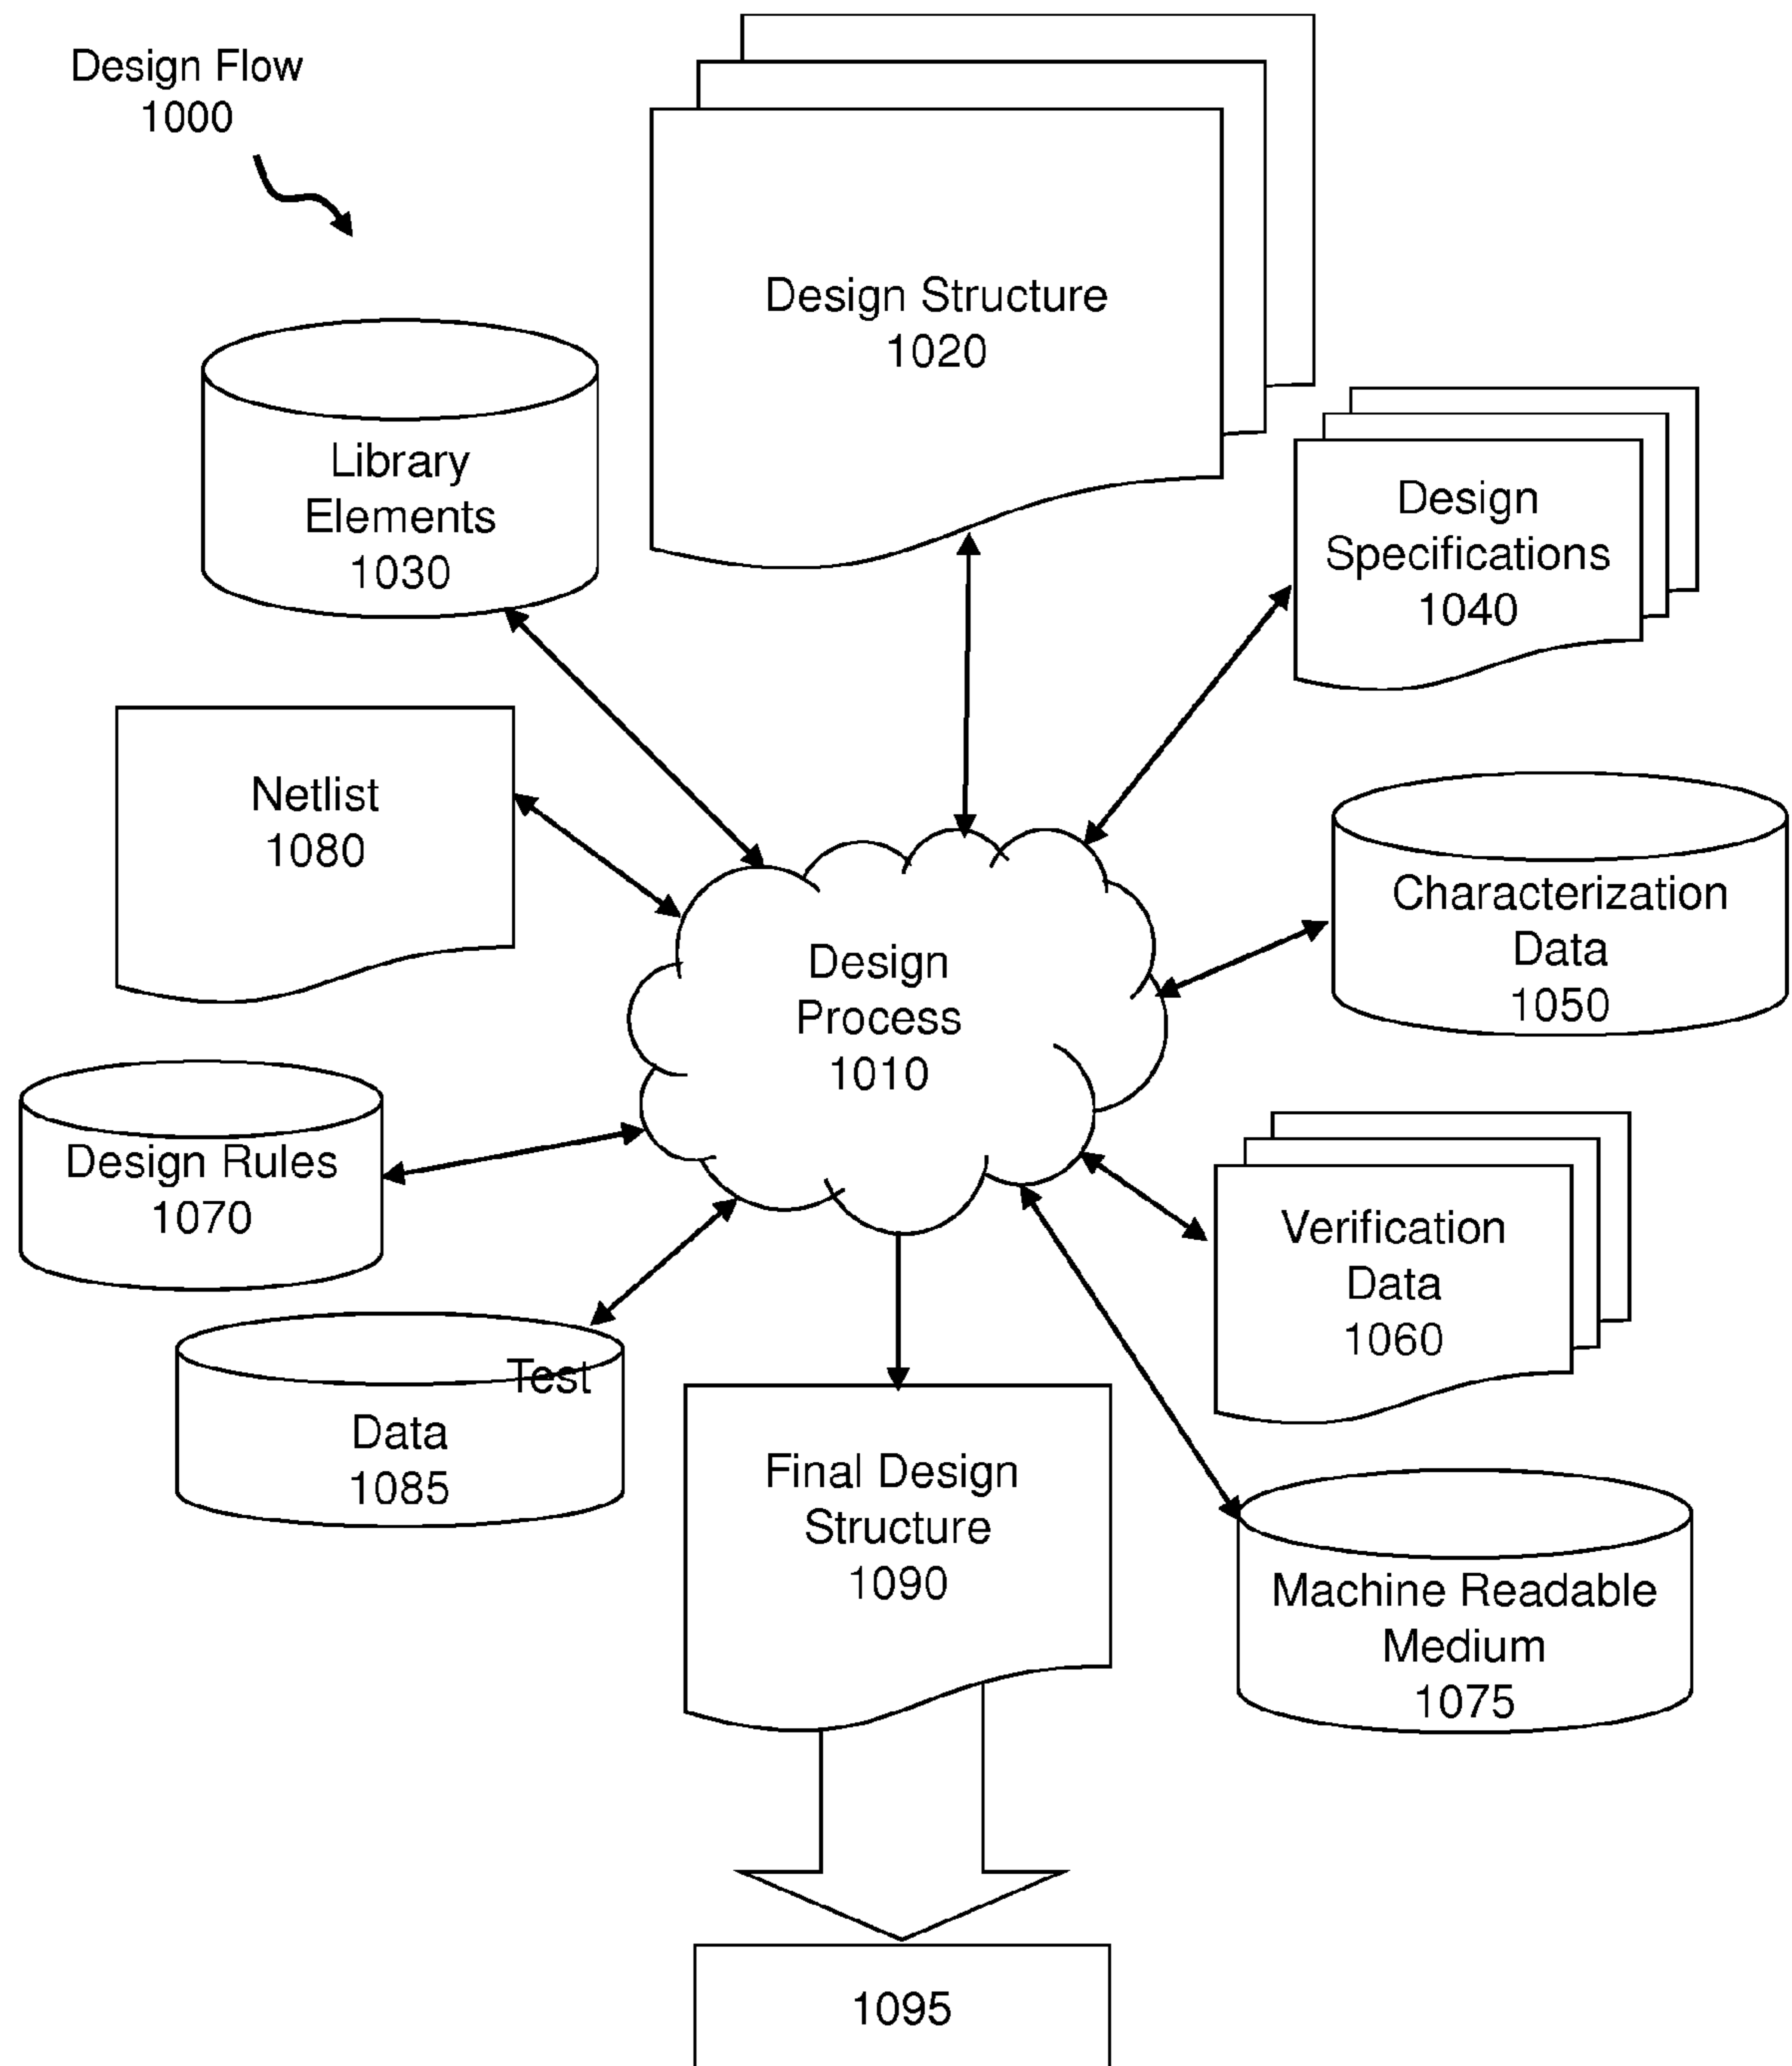 Design Flow
1000
Design Structure
1020
Library
Elements
1030
Design
Specifications
1040
Netlist
1080
Characterization
Data
1050
Design
Process
1010
Design Rules
1070
Verification
Data
1060
Test
Data
1085
Final Design
Structure
1090
Machine Readable
Medium
1075
1095